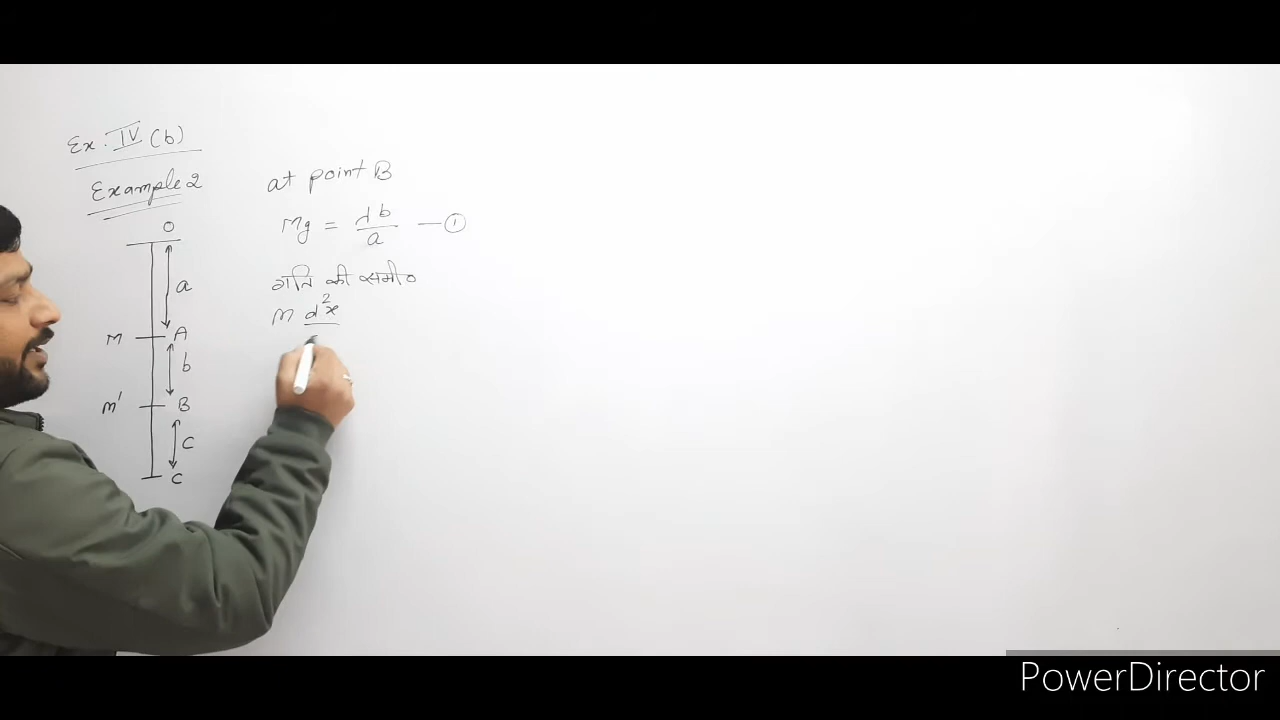 Ex. IV (b)
Example 2
O
a
M A
b
M' B
c
C
at point B
Mg = λb/a —①
गति की समी०
M d²x
PowerDirector